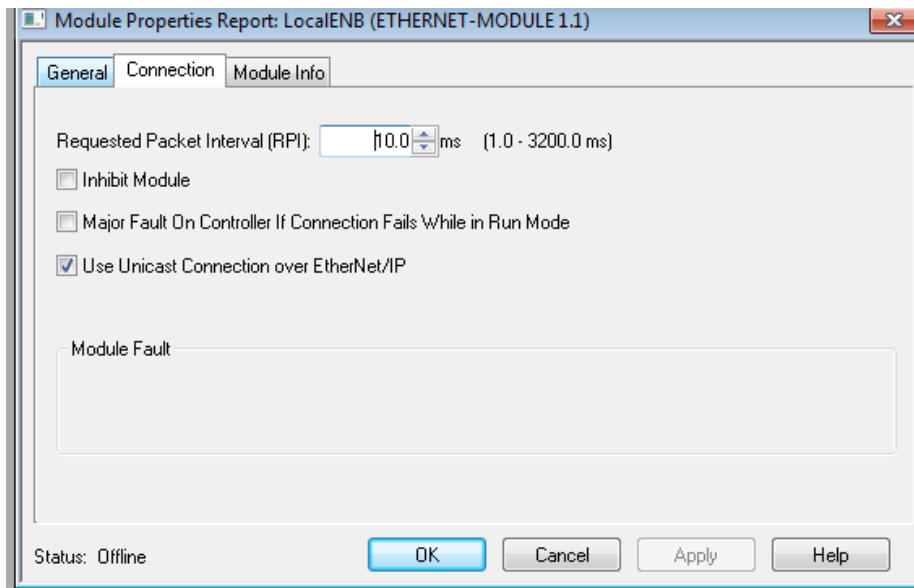 Module Properties Report: LocalENB (ETHERNET-MODULE 1.1)
General Connection Module Info
Requested Packet Interval (RPI): 10.0 ms (1.0 - 3200.0 ms)
Inhibit Module
Major Fault On Controller If Connection Fails While in Run Mode
Use Unicast Connection over EtherNet/IP
Module Fault
Status: Offline OK Cancel Apply Help